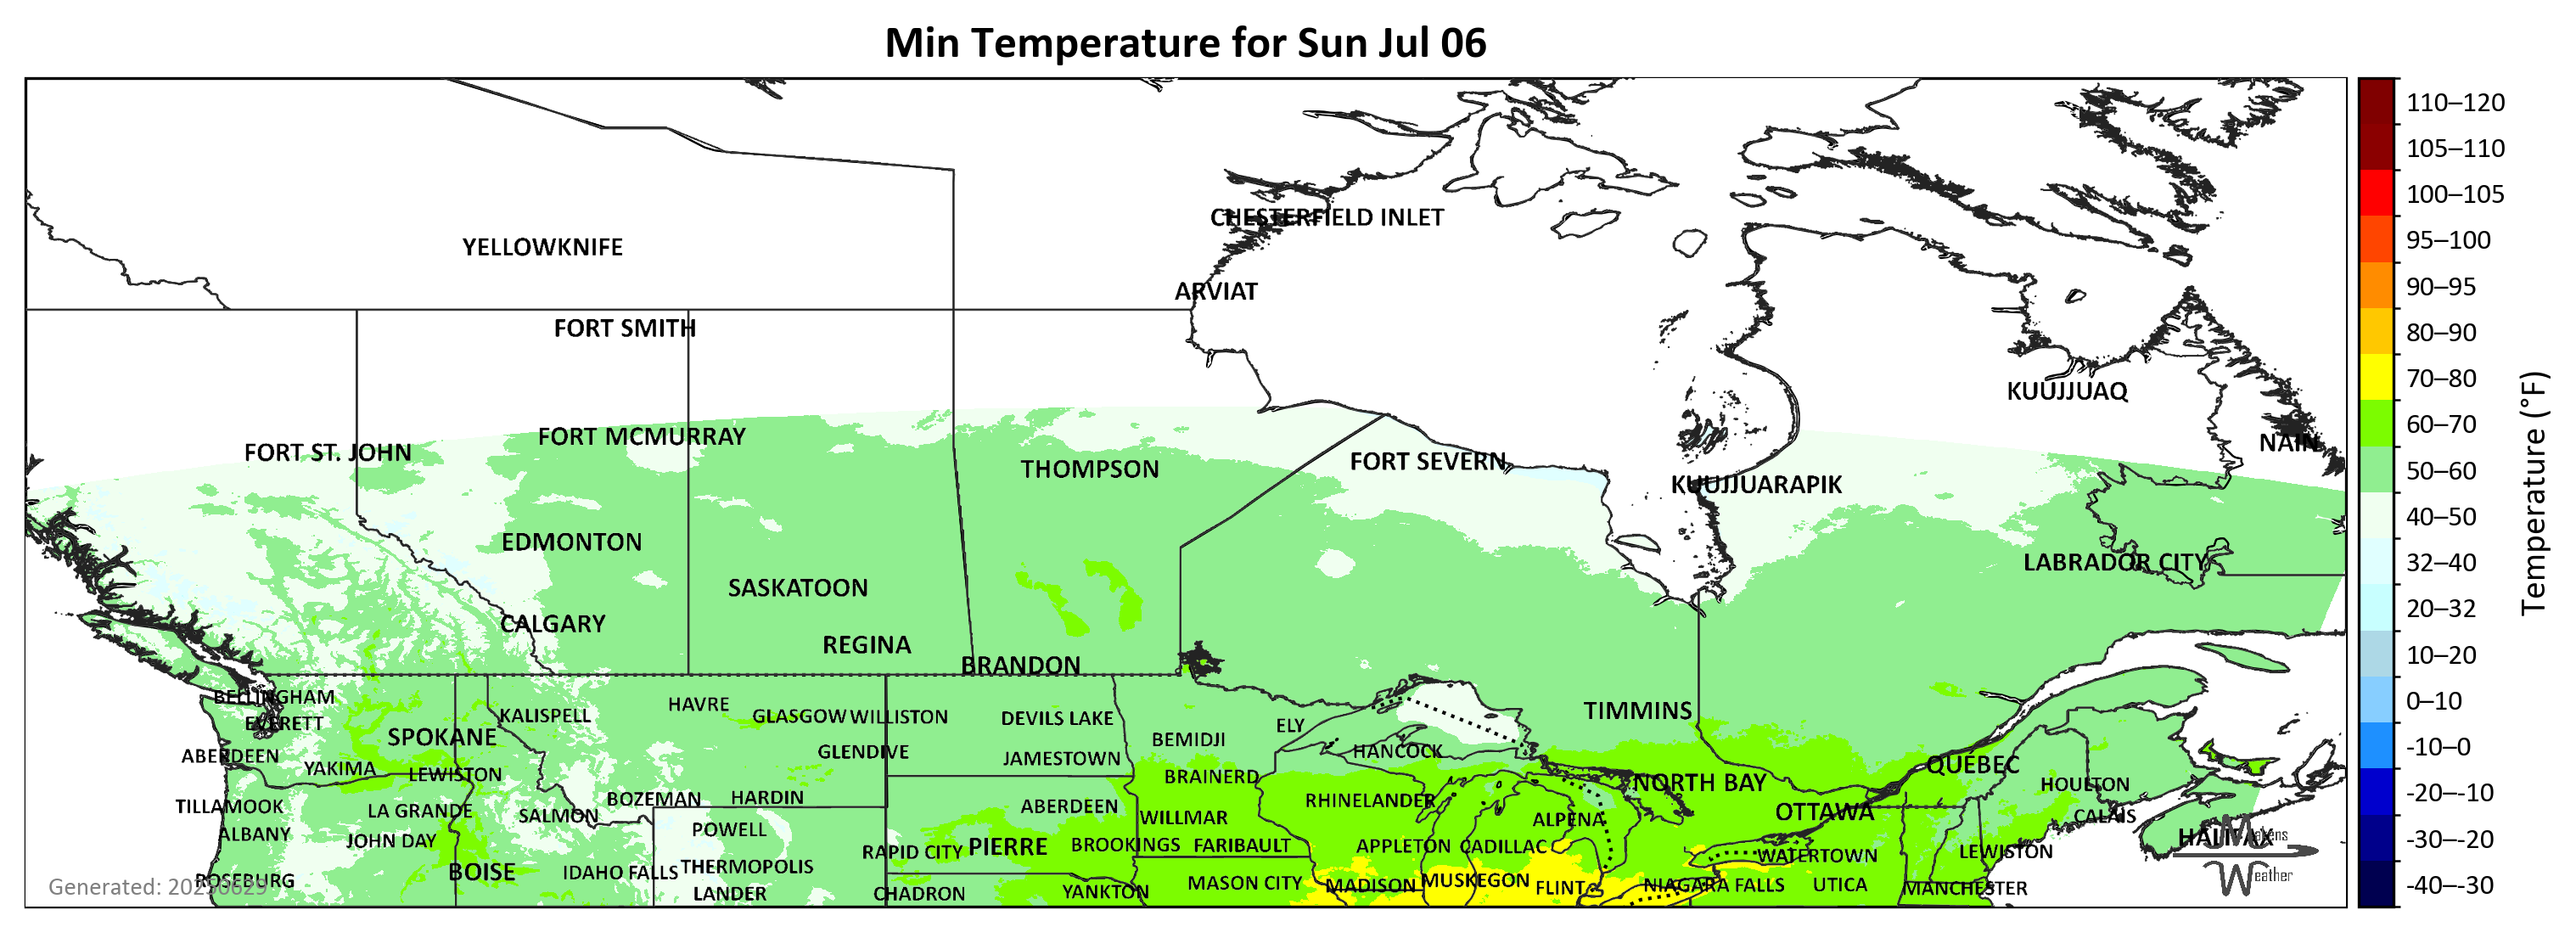 Min Temperature for Sun Jul 06
110–120
105–110
CHESTERFIELD INLET
100–105
YELLOWKNIFE
95–100
ARVIAT
90–95
FORT SMITH
80–90
KUUJJUAQ
70–80
FORT MCMURRAY
60–70
FORT ST. JOHN
NAIN
THOMPSON
FORT SEVERN
50–60
KUUJJUARAPIK
40–50
EDMONTON
LABRADOR CITY
32–40
Temperature (°F)
SASKATOON
20–32
CALGARY
REGINA
10–20
BRANDON
BELLINGHAM
HAVRE
0–10
EVERETT
KALISPELL
GLASGOW WILLISTON
DEVILS LAKE
ELY
TIMMINS
SPOKANE
BEMIDJI
-10–0
ABERDEEN
GLENDIVE
JAMESTOWN
HANCOCK
YAKIMA
LEWISTON
BRAINERD
NORTH BAY
QUEBEC
HOULTON
-20–-10
TILLAMOOK
LA GRANDE
SALMON
BOZEMAN
HARDIN
ABERDEEN
WILLMAR
RHINELANDER
ALPENA
OTTAWA
CALAIS
ALBANY
JOHN DAY
POWELL
-30–-20
HALIFAX
Makens
Weather
RAPID CITY
PIERRE
BROOKINGS
FARIBAULT
APPLETON
CADILLAC
WATERTOWN
LEWISTON
BOISE
IDAHO FALLS
THERMOPOLIS
ROSEBURG
Generated: 20250629
LANDER
CHADRON
YANKTON
MASON CITY
MADISON
MUSKEGON
FLINT
NIAGARA FALLS
UTICA
MANCHESTER
-40–-30